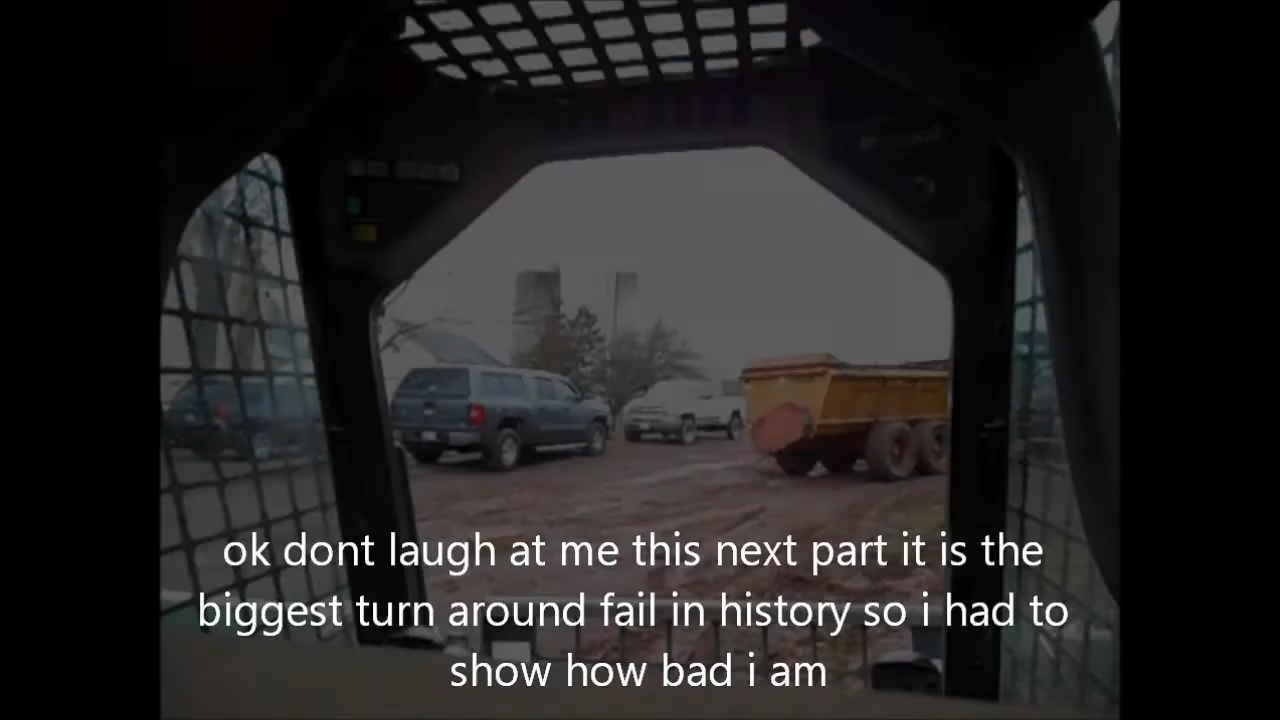 ok dont laugh at me this next part it is the
biggest turn around fail in history so i had to
show how bad i am